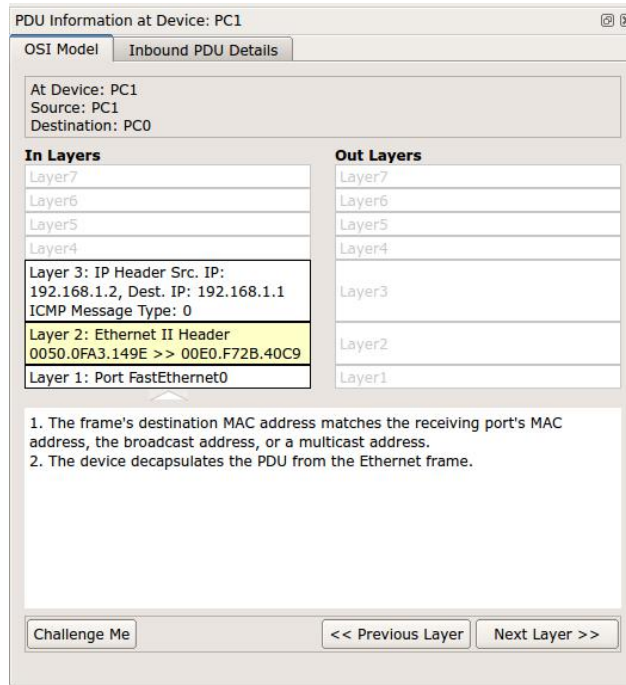 PDU Information at Device: PC1
OSI Model
Inbound PDU Details
At Device: PC1
Source: PC1
Destination: PC0
In Layers
Out Layers
Layer7
Layer7
Layer6
Layer6
Layer5
Layer5
Layer4
Layer4
Layer 3: IP Header Src. IP:
192.168.1.2, Dest. IP: 192.168.1.1
ICMP Message Type: 0
Layer3
Layer 2: Ethernet II Header
0050.0FA3.149E >> 00E0.F72B.40C9
Layer2
Layer 1: Port FastEthernet0
Layer1
1. The frame's destination MAC address matches the receiving port's MAC
address, the broadcast address, or a multicast address.
2. The device decapsulates the PDU from the Ethernet frame.
Challenge Me
<< Previous Layer
Next Layer >>